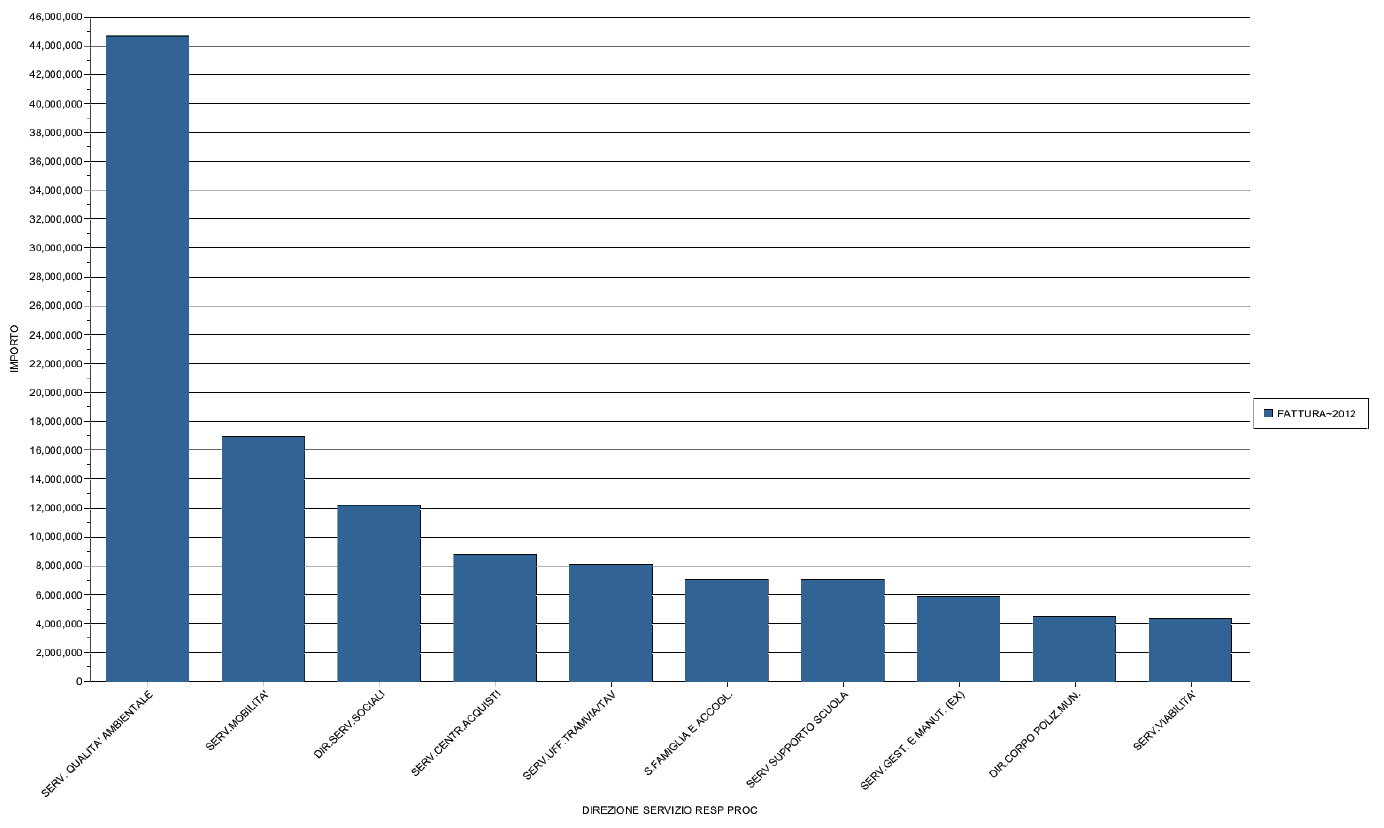 46,000,000
44,000,000
42,000,000
40,000,000
38,000,000
36,000,000
34,000,000
32,000,000
30,000,000
28,000,000
26,000,000
24,000,000
22,000,000
20,000,000
18,000,000
16,000,000
14,000,000
12,000,000
10,000,000
8,000,000
6,000,000
4,000,000
2,000,000
0
IMPORTO
SERV. QUALITA' AMBIENTALE
SERV.MOBILITA'
DIR.SERV.SOCIALI
SERV.CENTR.ACQUISTI
SERV.UFF.TRAMVIA/TAV
S.FAMIGLIA E ACCOGL.
SERV SUPPORTO SCUOLA
SERV.GEST. E MANUT. (EX)
DIR.CORPO POLIZ.MUN.
SERV.VIABILITA'
DIREZIONE SERVIZIO RESP PROC
FATTURA~2012